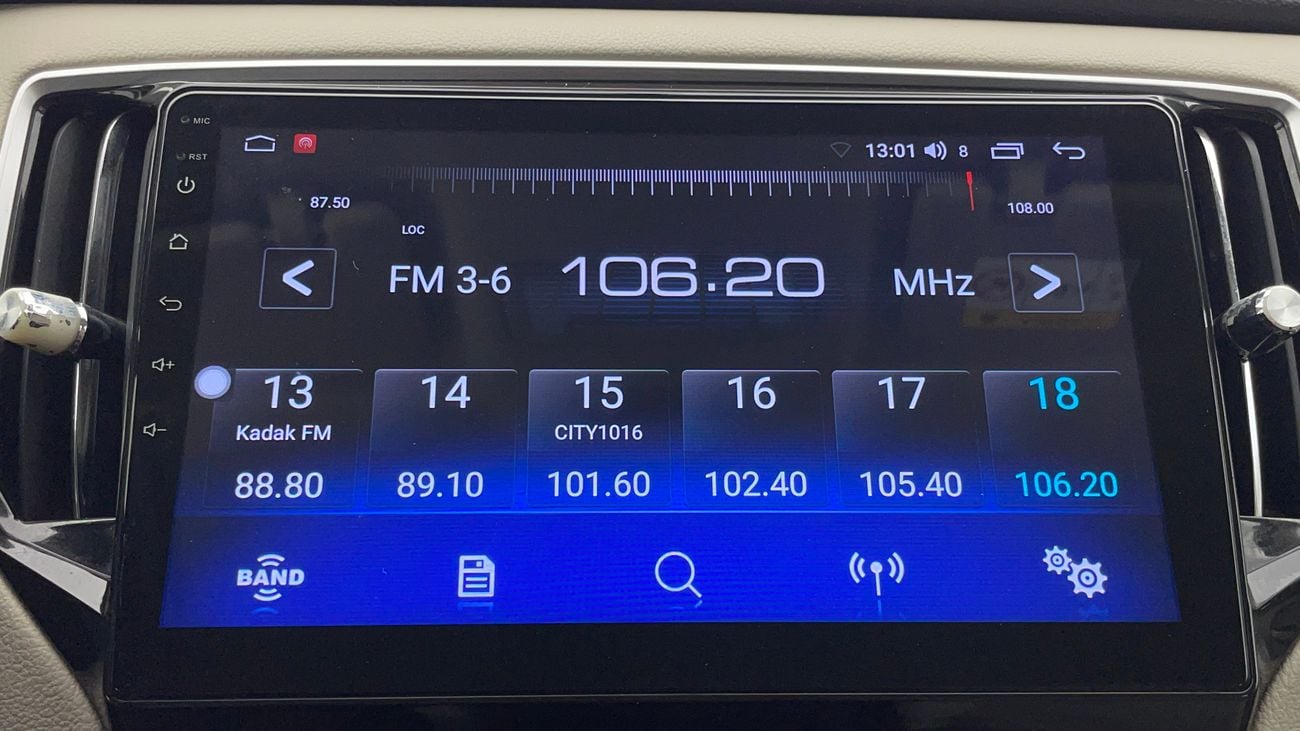 MIC
RST
13:01 8
87.50
108.00
LOC
FM 3-6 106.20 MHz
13 14 15 16 17 18
Kadak FM CITY1016
88.80 89.10 101.60 102.40 105.40 106.20
BAND